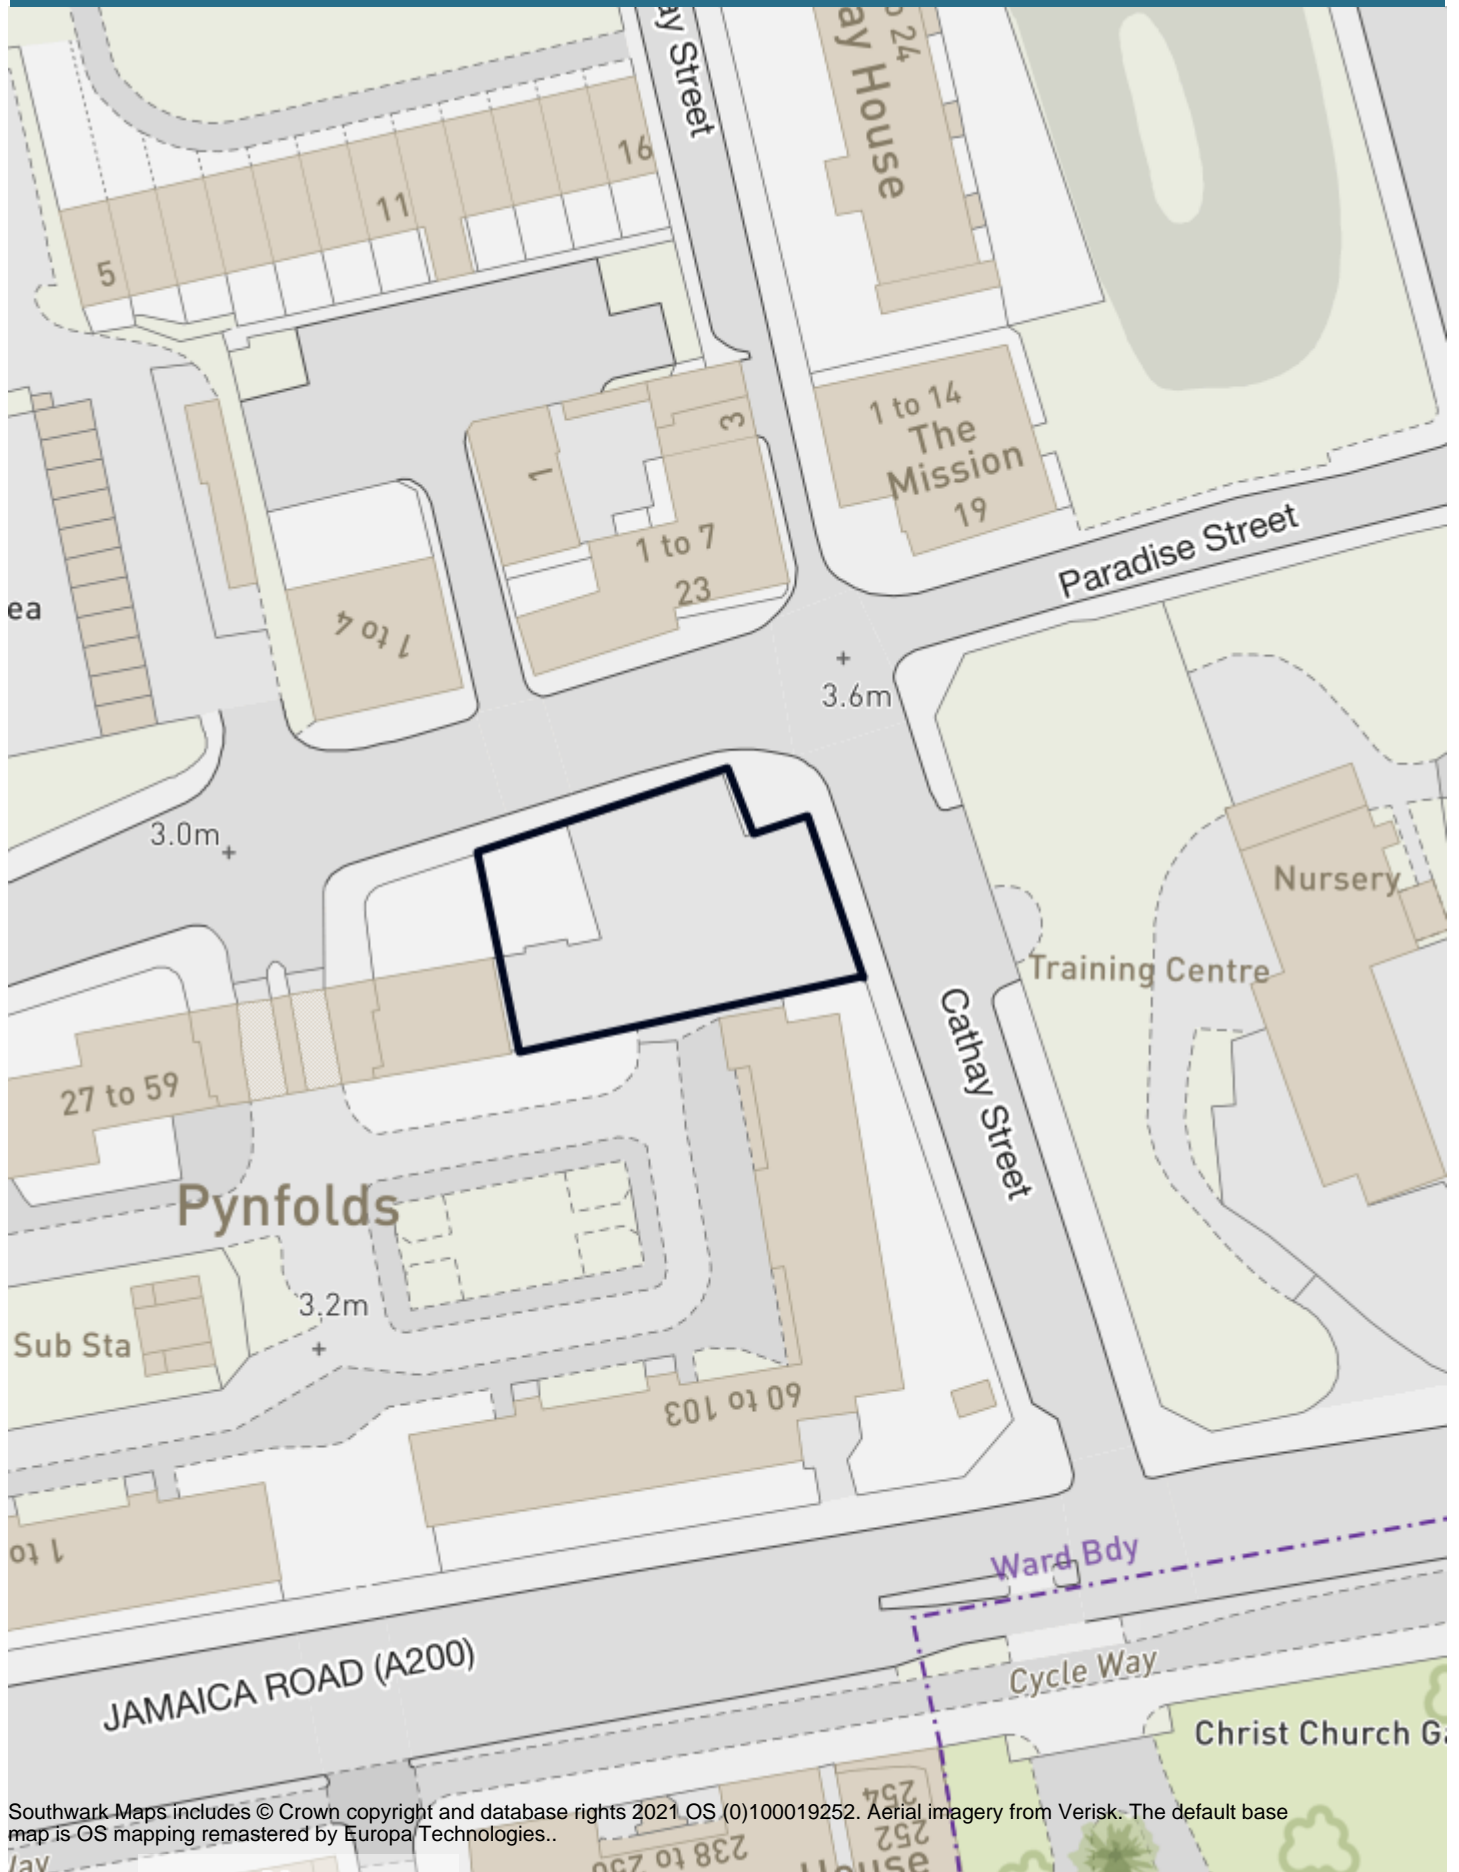 ay Street
to 24
ay House
16
11
5
1 to 14
The
Mission
19
3
1
1 to 7
23
Paradise Street
ea
1 to 4
3.6m
3.0m
Nursery
Training Centre
Cathay Street
27 to 59
Pynfolds
3.2m
Sub Sta
60 to 103
1 to
Ward Bdy
JAMAICA ROAD (A200)
Cycle Way
Christ Church Ga
254
252
Southwark Maps includes © Crown copyright and database rights 2021 OS (0)100019252. Aerial imagery from Verisk. The default base
map is OS mapping remastered by Europa Technologies..
238 to 250
House
Way